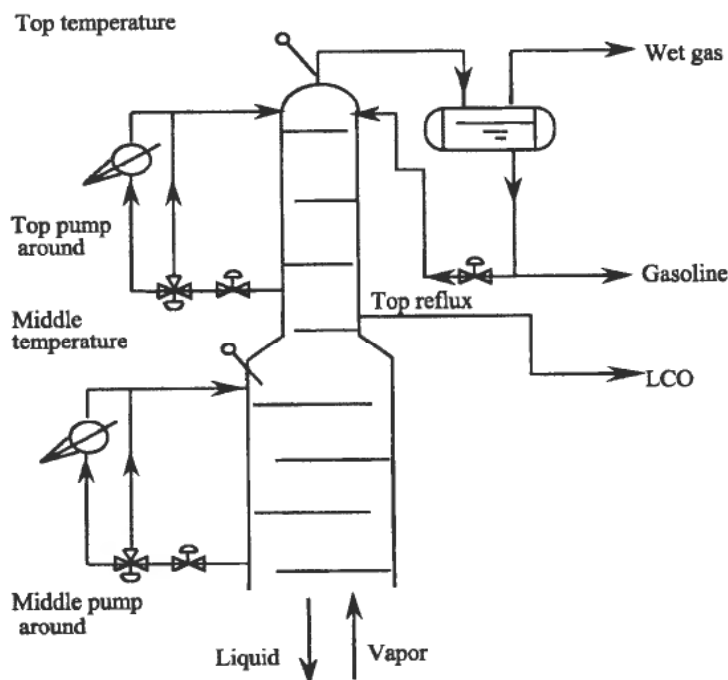 Top temperature
Wet gas
Top pump
around
Gasoline
Top reflux
Middle
temperature
LCO
Middle pump
around
Liquid
Vapor